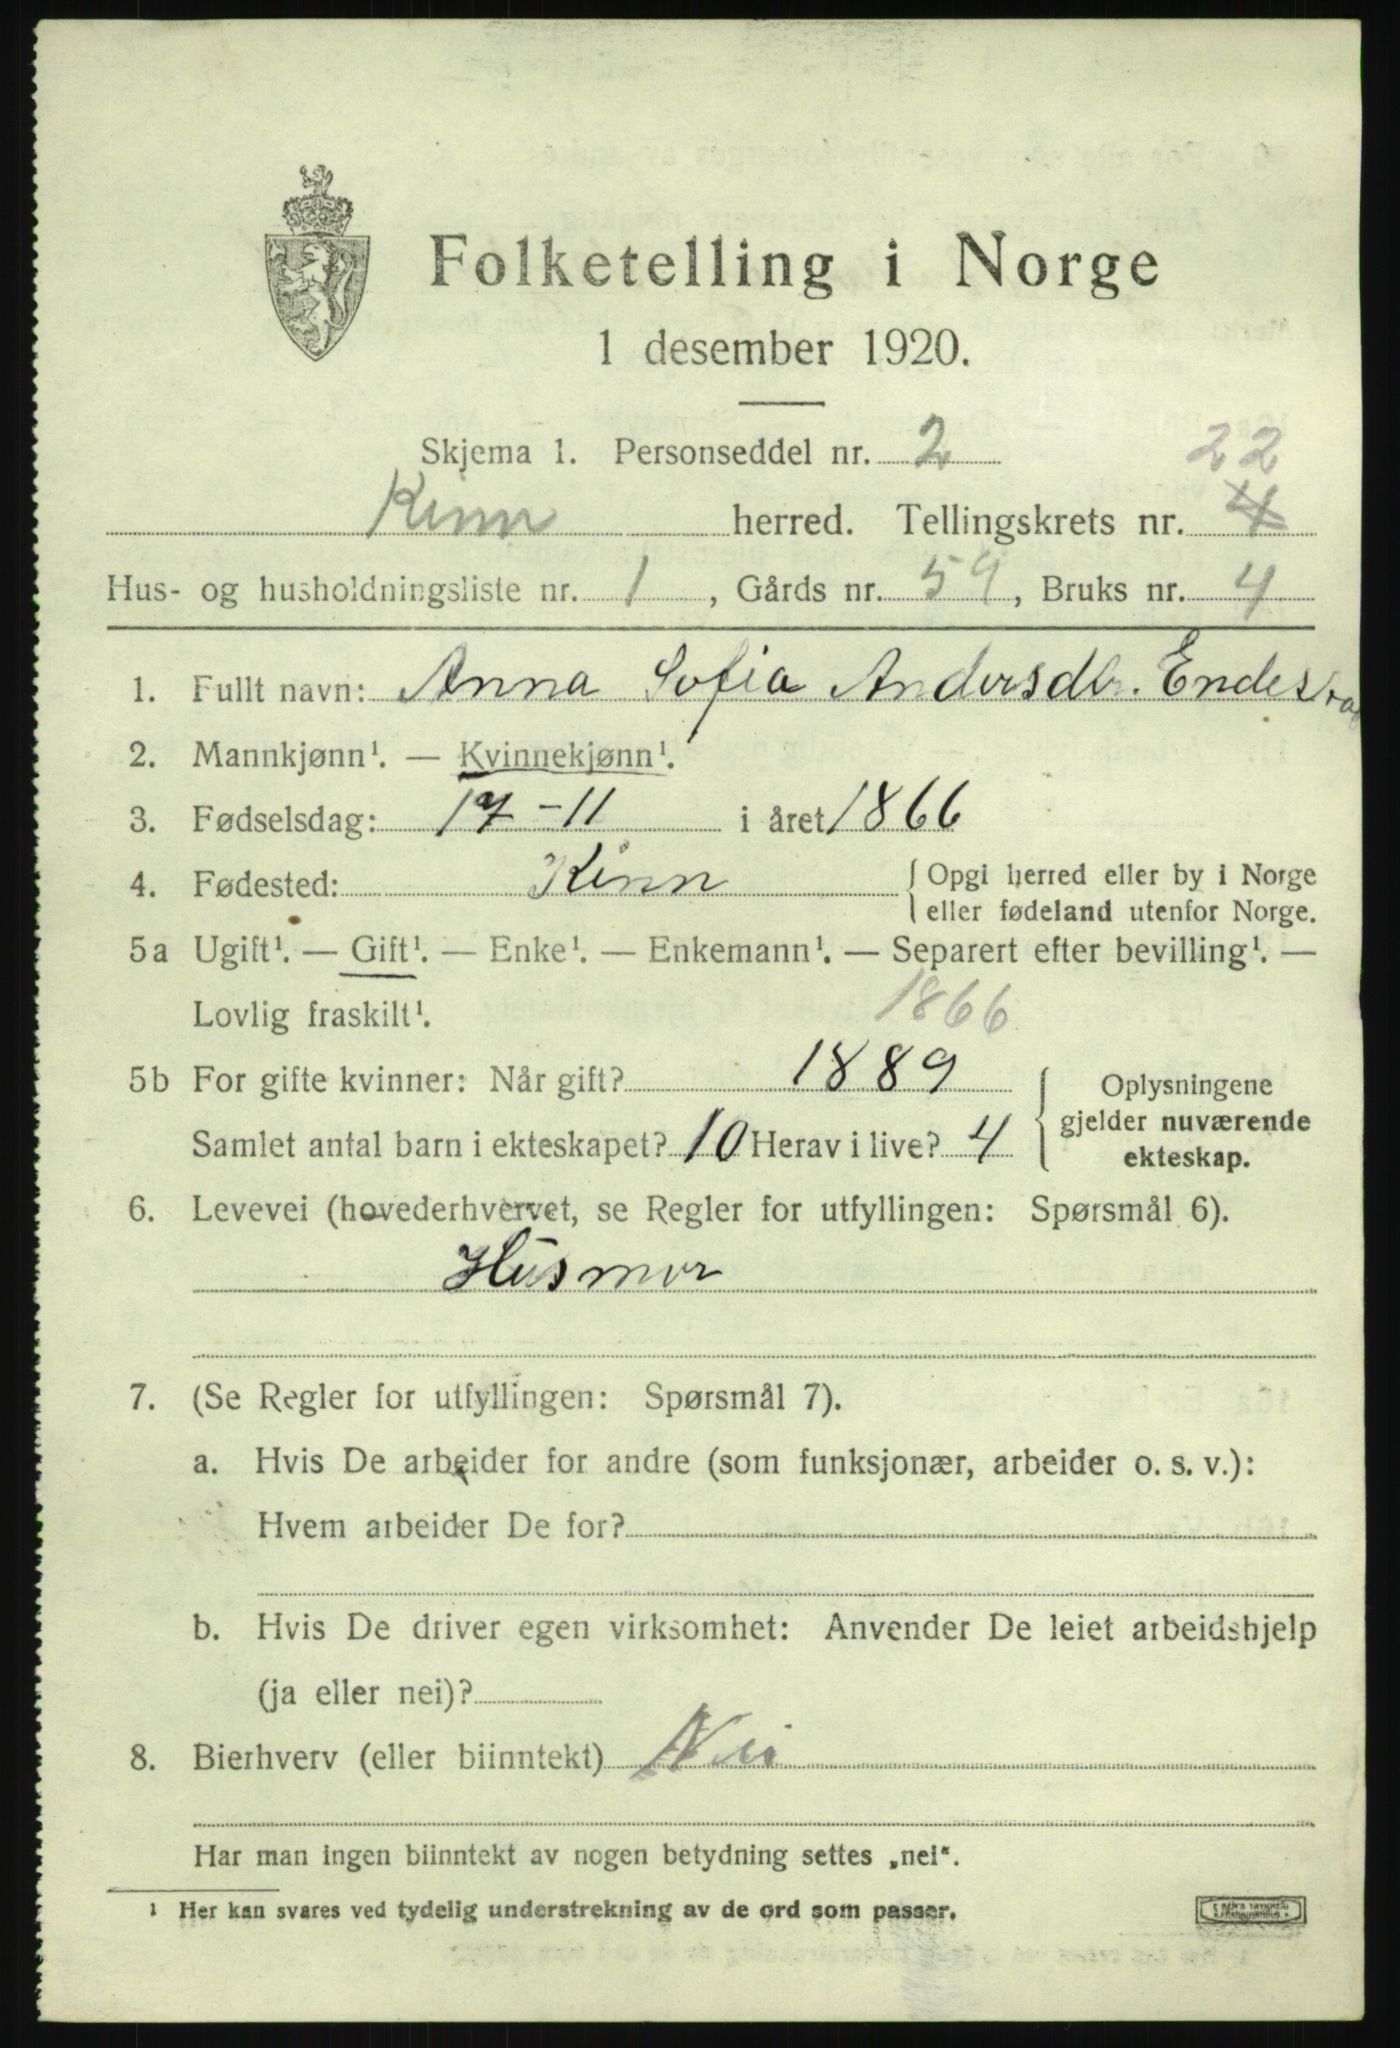 Folketelling i Norge
1 desember 1920.
Skjema 1. Personseddel nr. 2 22
Kinn herred. Tellingskrets nr. 4
Hus- og husholdningsliste nr. 1, Gårds nr. 59, Bruks nr. 4
1. Fullt navn: Anna Sofia Andersdtr. Endestad
2. Mannkjønn¹. — Kvinnekjønn¹.
3. Fødselsdag: 17-11 i året 1866
4. Fødested: Kinn { Opgi herred eller by i Norge
eller fødeland utenfor Norge.
5a Ugift¹. — Gift¹. — Enke¹. — Enkemann¹. — Separert efter bevilling¹. —
Lovlig fraskilt¹. 1866
5b For gifte kvinner: Når gift? 1889
Samlet antal barn i ekteskapet? 10 Herav i live? 4
{ Oplysningene
gjelder nuværende
ekteskap.
6. Levevei (hovederhvervet, se Regler for utfyllingen: Spørsmål 6).
Husmor
7. (Se Regler for utfyllingen: Spørsmål 7).
a. Hvis De arbeider for andre (som funksjonær, arbeider o. s. v.):
Hvem arbeider De for?
b. Hvis De driver egen virksomhet: Anvender De leiet arbeidshjelp
(ja eller nei)?
8. Bierhverv (eller biinntekt) Nei
Har man ingen biinntekt av nogen betydning settes „nei“.
¹ Her kan svares ved tydelig understrekning av de ord som passer.